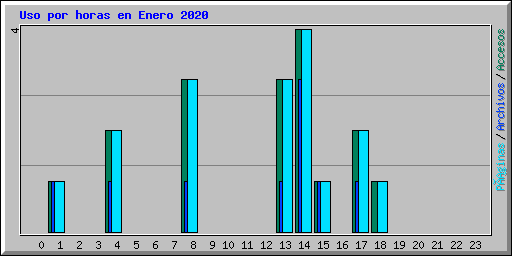 Uso por horas en Enero 2020
4
Páginas / Archivos / Accesos
0 1 2 3 4 5 6 7 8 9 10 11 12 13 14 15 16 17 18 19 20 21 22 23